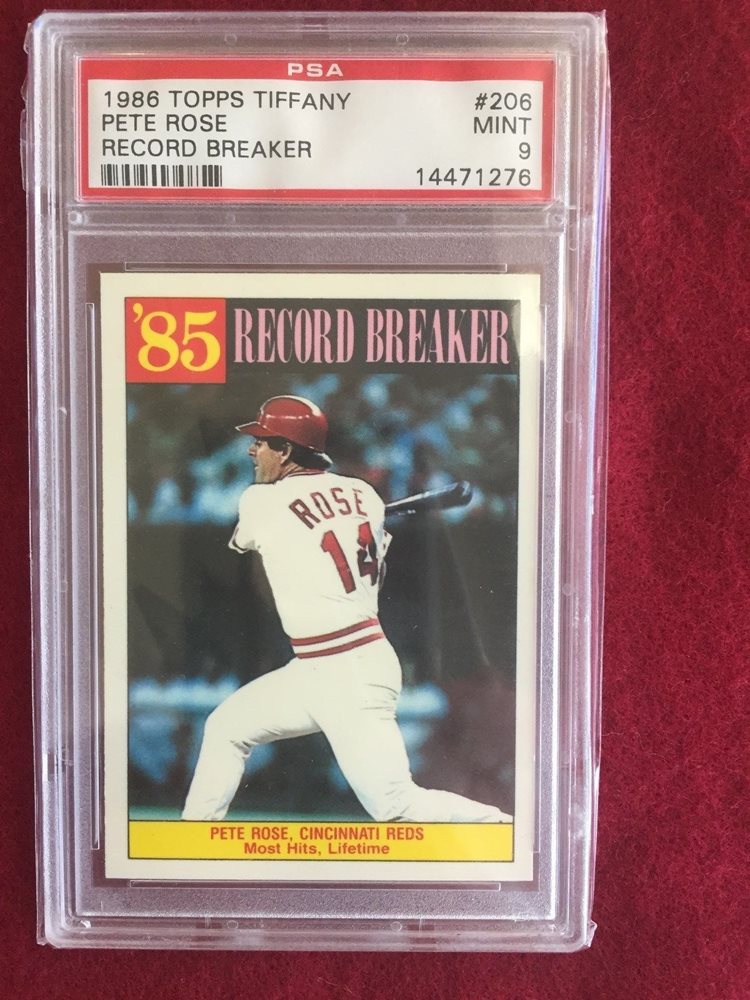 PSA
1986 TOPPS TIFFANY #206
PETE ROSE MINT
RECORD BREAKER 9
14471276
'85 RECORD BREAKER
ROSE
14
PETE ROSE, CINCINNATI REDS
Most Hits, Lifetime